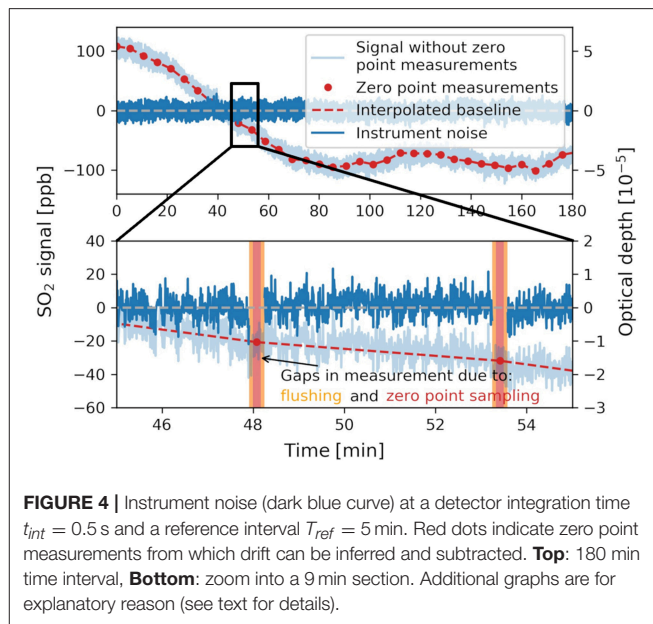 100
0
−100
SO2 signal [ppb]
Signal without zero
point measurements
Zero point measurements
Interpolated baseline
Instrument noise
5
0
−5
Optical depth [10-5]
0 20 40 60 80 100 120 140 160 180
40
20
0
−20
−40
−60
2
1
0
−1
−2
−3
Gaps in measurement due to:
flushing and zero point sampling
46 48 50 52 54
Time [min]
FIGURE 4 | Instrument noise (dark blue curve) at a detector integration time
tint = 0.5 s and a reference interval Tref = 5 min. Red dots indicate zero point
measurements from which drift can be inferred and subtracted. Top: 180 min
time interval, Bottom: zoom into a 9 min section. Additional graphs are for
explanatory reason (see text for details).